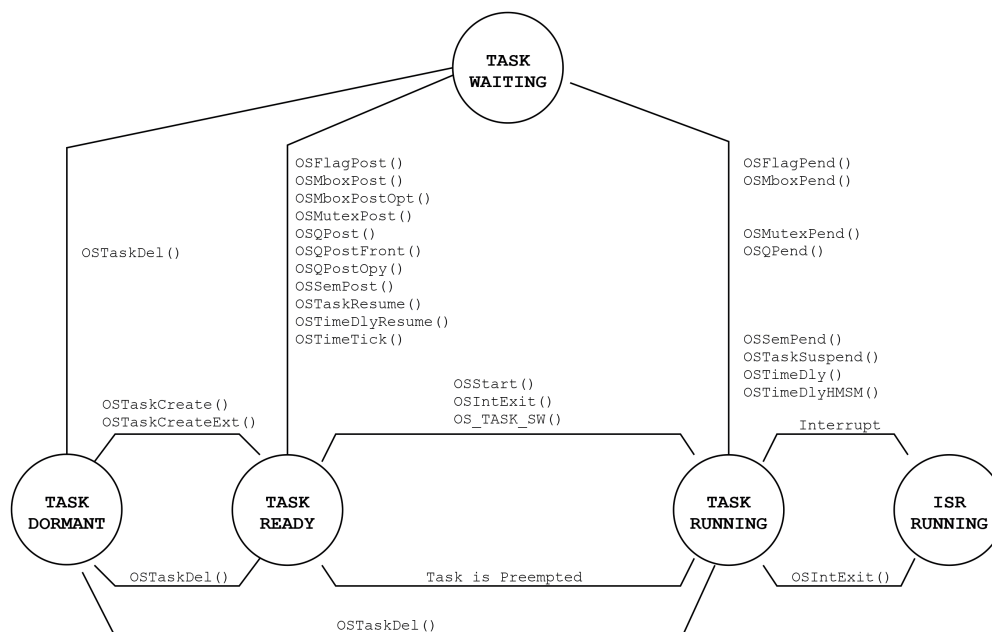 TASK
WAITING
OSFlagPost()
OSMboxPost()
OSMboxPostOpt()
OSMutexPost()
OSQPost()
OSQPostFront()
OSQPostOpy()
OSSemPost()
OSTaskResume()
OSTimeDlyResume()
OSTimeTick()
OSFlagPend()
OSMboxPend()
OSMutexPend()
OSQPend()
OSSemPend()
OSTaskSuspend()
OSTimeDly()
OSTimeDlyHMSM()
OSTaskDel()
OSTaskCreate()
OSTaskCreateExt()
OSStart()
OSIntExit()
OS_TASK_SW()
Interrupt
TASK
DORMANT
TASK
READY
TASK
RUNNING
ISR
RUNNING
OSTaskDel()
Task is Preempted
OSIntExit()
OSTaskDel()